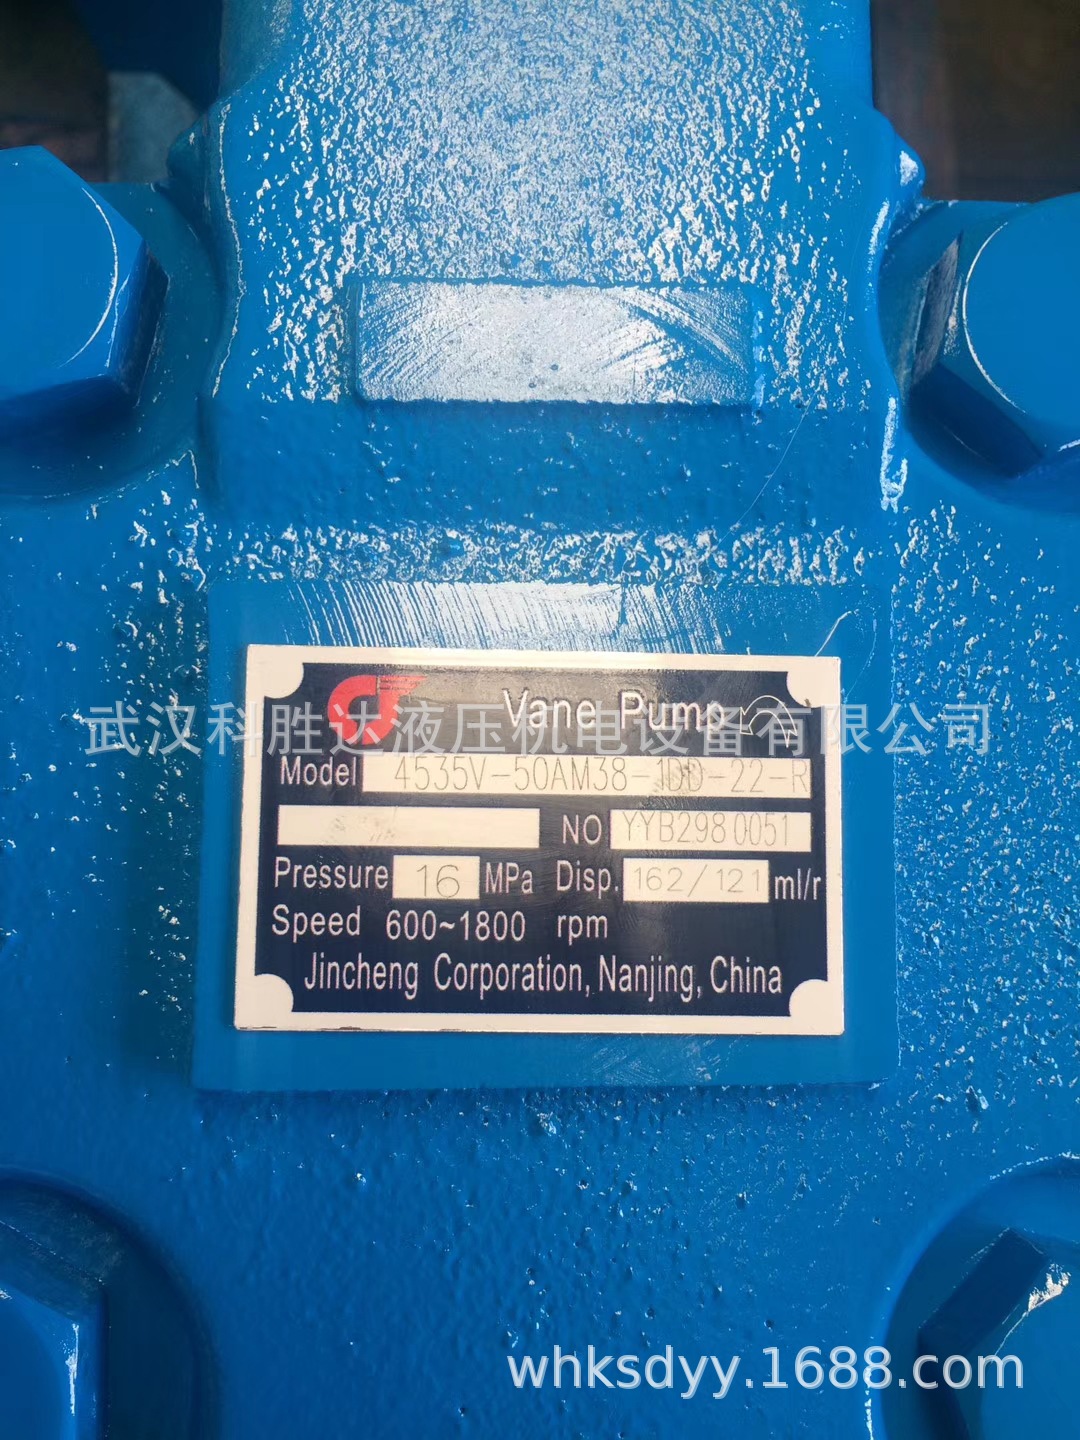 Vane Pump
武汉科胜达液压机电设备有限公司
Model 4535V-50AM38-1DD-22-R
NO YYB298 0051
Pressure 16 MPa Disp. 162/121 ml/r
Speed 600~1800 rpm
Jincheng Corporation, Nanjing, China
whksdyy.1688.com